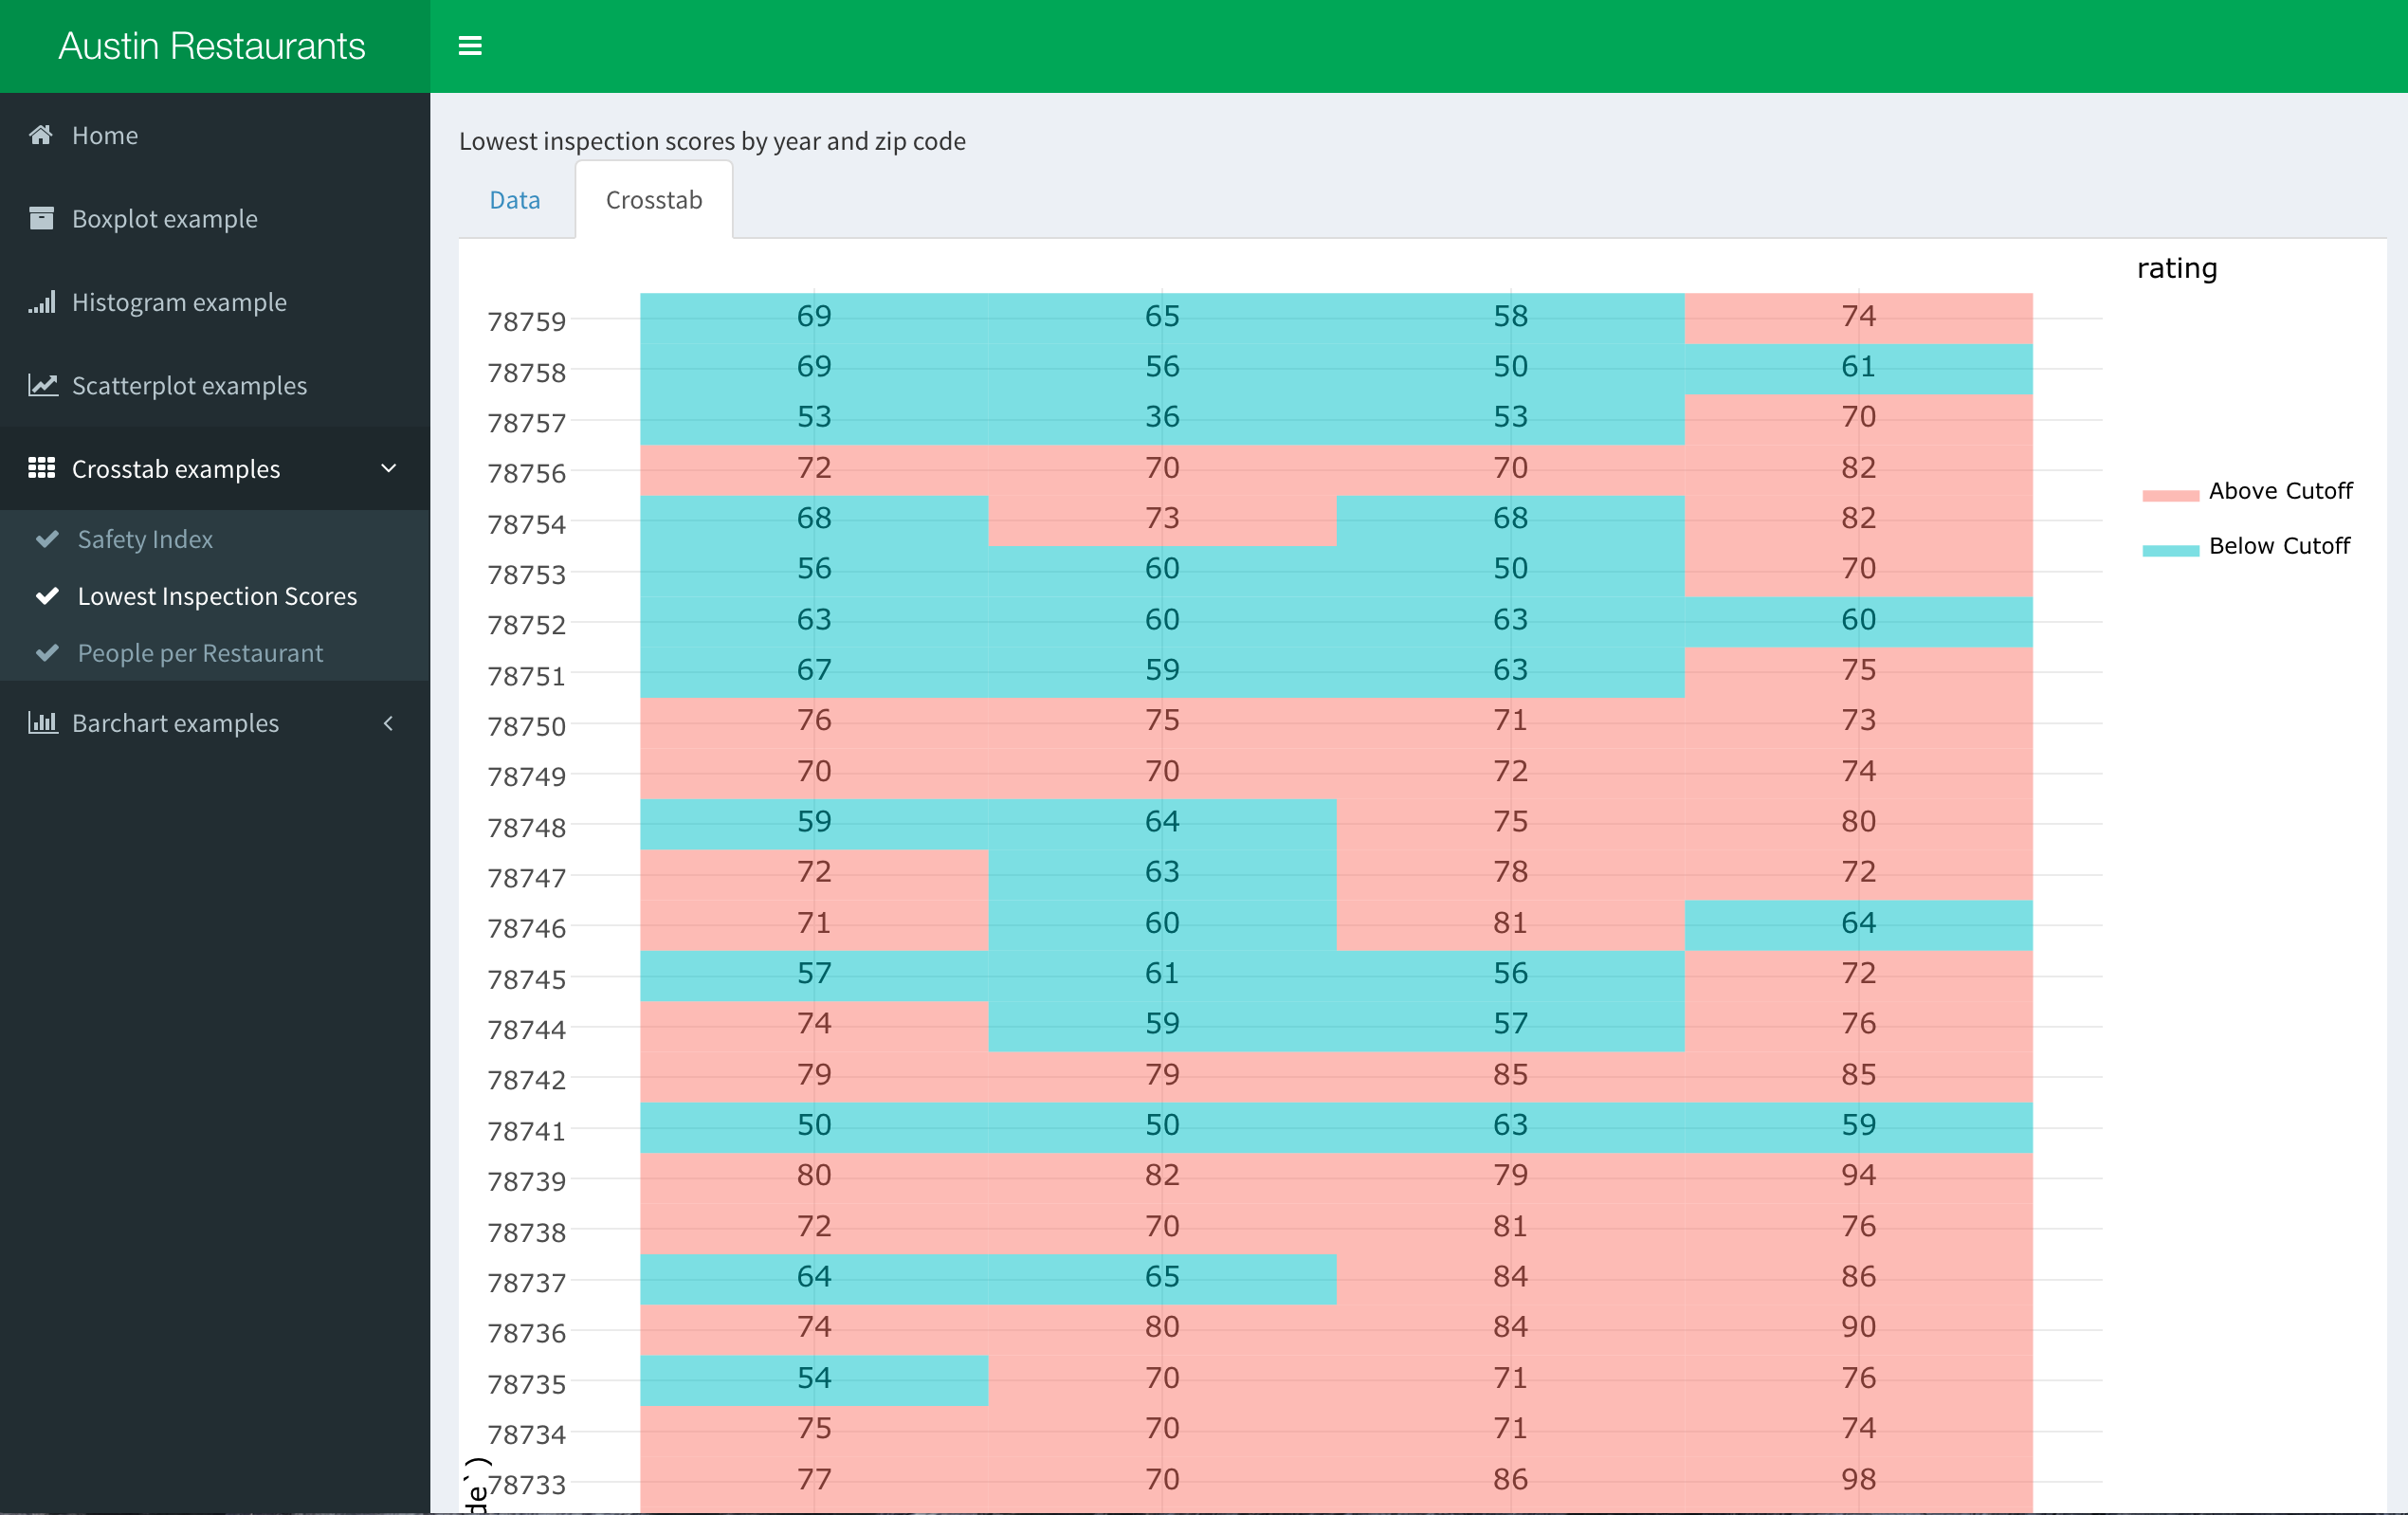 Austin Restaurants
Home
Boxplot example
Histogram example
Scatterplot examples
Crosstab examples
Safety Index
Lowest Inspection Scores
People per Restaurant
Barchart examples
Lowest inspection scores by year and zip code
Data Crosstab
rating
78759 69 65 58 74
78758 69 56 50 61
78757 53 36 53 70
78756 72 70 70 82
78754 68 73 68 82
78753 56 60 50 70
78752 63 60 63 60
78751 67 59 63 75
78750 76 75 71 73
78749 70 70 72 74
78748 59 64 75 80
78747 72 63 78 72
78746 71 60 81 64
78745 57 61 56 72
78744 74 59 57 76
78742 79 79 85 85
78741 50 50 63 59
78739 80 82 79 94
78738 72 70 81 76
78737 64 65 84 86
78736 74 80 84 90
78735 54 70 71 76
78734 75 70 71 74
78733 77 70 86 98
de`)
Above Cutoff
Below Cutoff